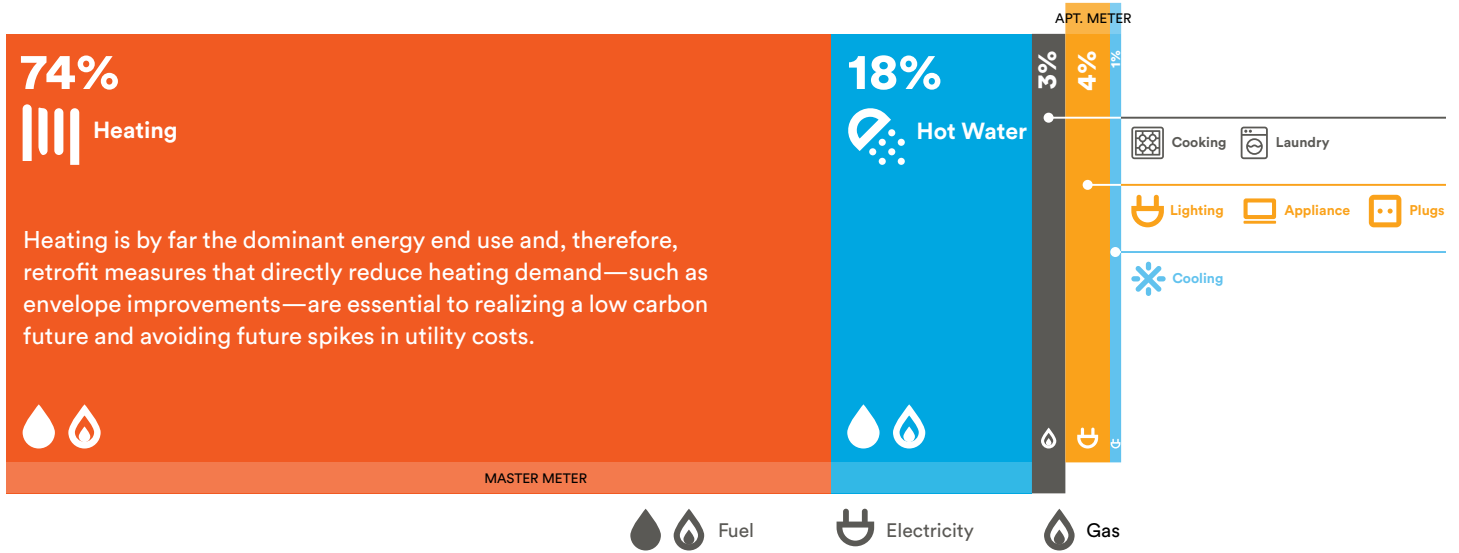 APT. METER
74%
18%
3%
4%
1%
Heating
Hot Water
Cooking
Laundry
Lighting
Appliance
Plugs
Cooling
Heating is by far the dominant energy end use and, therefore,
retrofit measures that directly reduce heating demand—such as
envelope improvements—are essential to realizing a low carbon
future and avoiding future spikes in utility costs.
MASTER METER
Fuel
Electricity
Gas